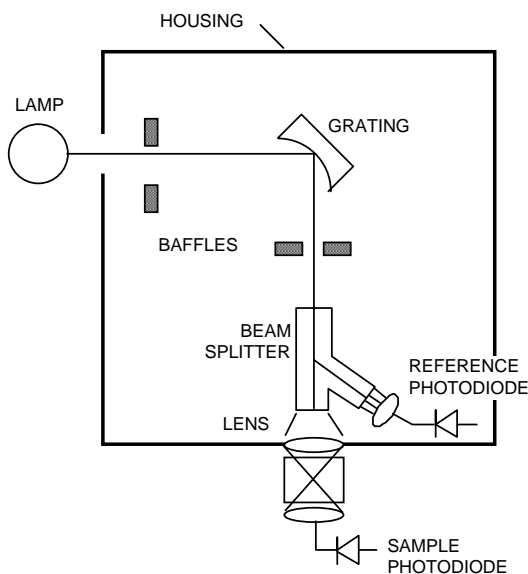 HOUSING
LAMP
GRATING
BAFFLES
BEAM
SPLITTER
REFERENCE
PHOTODIODE
LENS
SAMPLE
PHOTODIODE